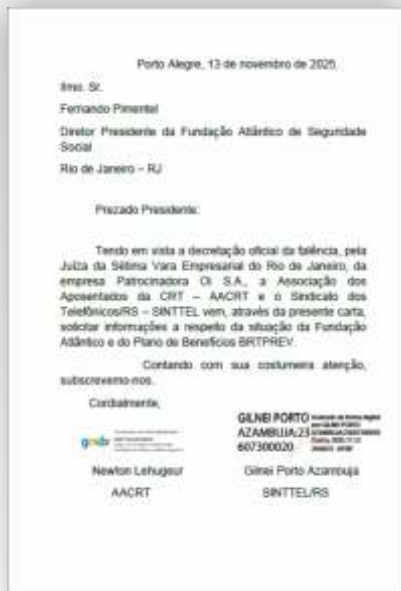 Porto Alegre, 13 de novembro de 2025.
Ilmo. Sr.
Fernando Pimentel
Diretor Presidente da Fundação Atlântico de Seguridade
Social
Rio de Janeiro – RJ
Prezado Presidente:
Tendo em vista a decretação oficial da falência, pela
Juíza da Sétima Vara Empresarial do Rio de Janeiro, da
empresa Patrocinadora Oi S.A., a Associação dos
Aposentados da CRT – AACRT e o Sindicato dos
Telefônicos/RS – SINTTEL vem, através da presente carta,
solicitar informações a respeito da situação da Fundação
Atlântico e do Plano de Benefícios BRTPREV.
Contando com sua costumeira atenção,
subscrevemo-nos.
Cordialmente,
gov.br
GILNEI PORTO
AZAMBUJA:23
607300020
Newton Lehugeur
Gilnei Porto Azambuja
AACRT
SINTTEL/RS